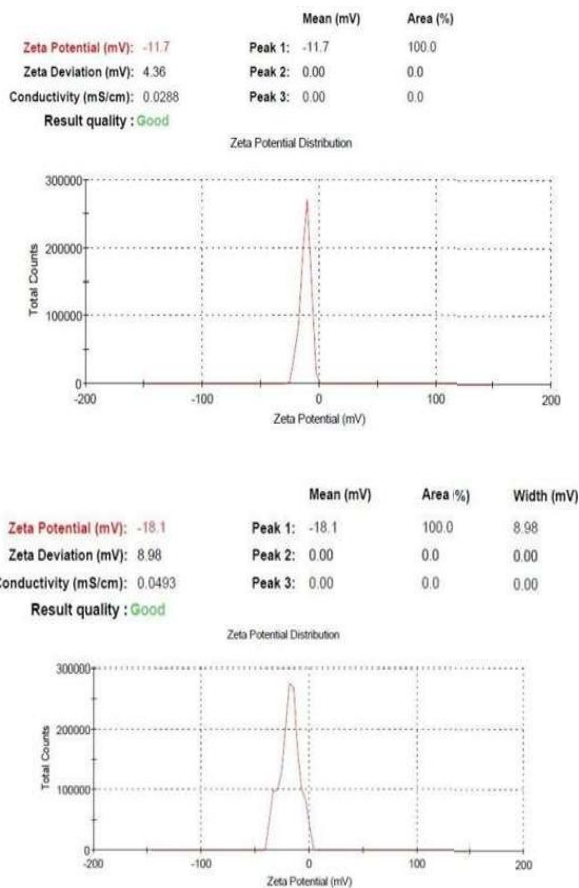 Mean (mV) Area (%)
Zeta Potential (mV): -11.7 Peak 1: -11.7 100.0
Zeta Deviation (mV): 4.36 Peak 2: 0.00 0.0
Conductivity (mS/cm): 0.0288 Peak 3: 0.00 0.0
Result quality : Good
Zeta Potential Distribution
300000
200000
100000
0
Total Counts
-200 -100 0 100 200
Zeta Potential (mV)
Mean (mV) Area (%) Width (mV)
Zeta Potential (mV): -18.1 Peak 1: -18.1 100.0 8.98
Zeta Deviation (mV): 8.98 Peak 2: 0.00 0.0 0.00
Conductivity (mS/cm): 0.0493 Peak 3: 0.00 0.0 0.00
Result quality : Good
Zeta Potential Distribution
300000
200000
100000
0
Total Counts
-200 -100 0 100 200
Zeta Potential (mV)